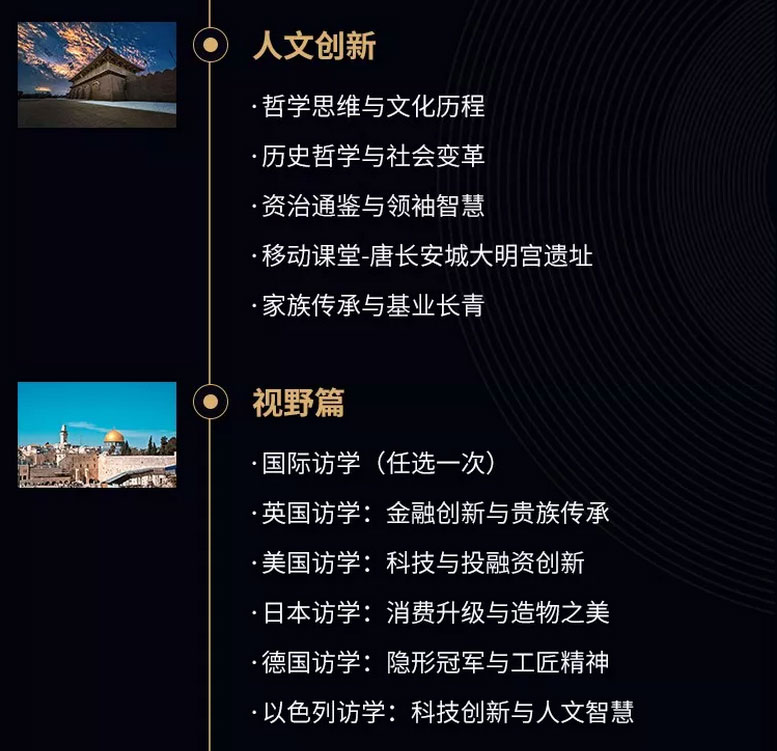 人文创新
·哲学思维与文化历程
·历史哲学与社会变革
·资治通鉴与领袖智慧
·移动课堂-唐长安城大明宫遗址
·家族传承与基业长青
视野篇
·国际访学（任选一次）
·英国访学：金融创新与贵族传承
·美国访学：科技与投融资创新
·日本访学：消费升级与造物之美
·德国访学：隐形冠军与工匠精神
·以色列访学：科技创新与人文智慧